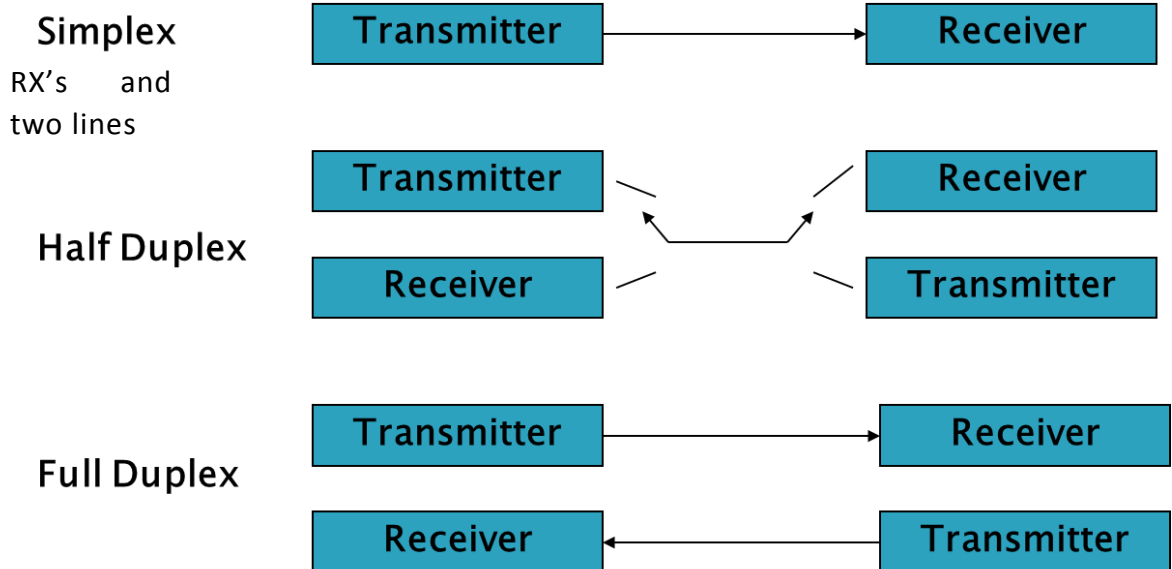 Simplex
Transmitter
Receiver
RX’s and
two lines
Transmitter
Receiver
Half Duplex
Receiver
Transmitter
Transmitter
Receiver
Full Duplex
Receiver
Transmitter